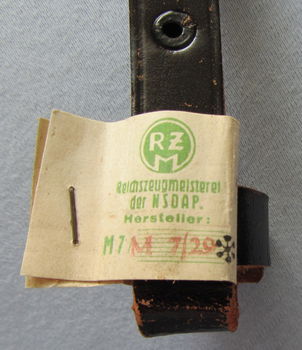 RZM
Reichszeugmeisterei
der NSDAP.
Hersteller:
M7 M 7/29